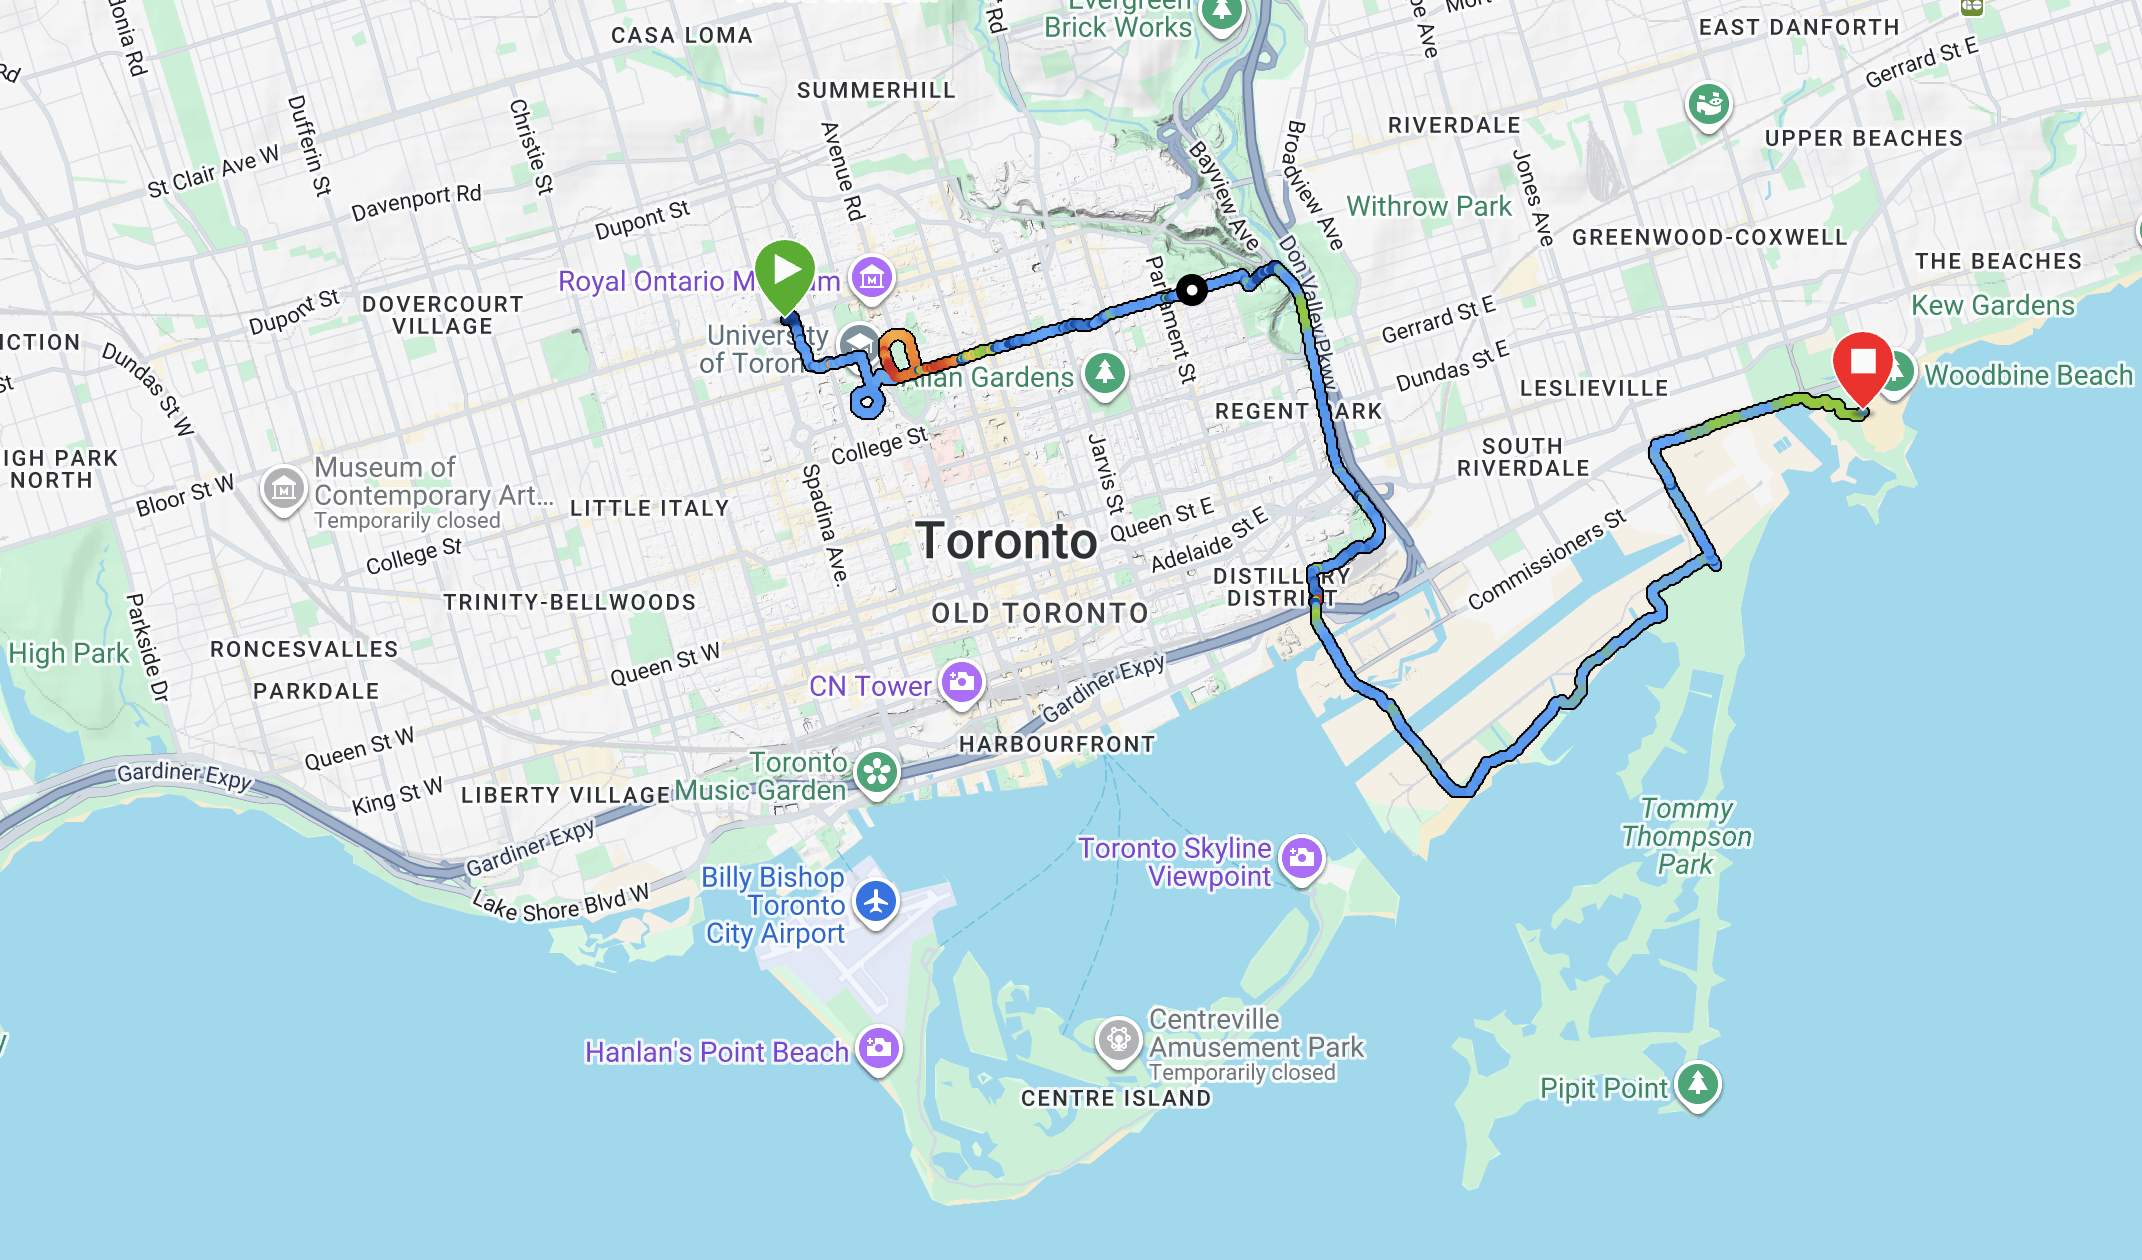 Evergreen
Brick Works
EAST DANFORTH
CASA LOMA
Gerrard St E
SUMMERHILL
Dufferin St
Christie St
Avenue Rd
Bayview Ave
Broadview Ave
RIVERDALE
Jones Ave
UPPER BEACHES
St Clair Ave W
Davenport Rd
Dupont St
Withrow Park
GREENWOOD-COXWELL
THE BEACHES
Royal Ontario M
m
Parliament St
Don Valley Pkwy
Kew Gardens
Dupont St
DOVERCOURT
VILLAGE
University
of Toron
Gerrard St E
Dundas St E
Allan Gardens
Woodbine Beach
LESLIEVILLE
Dundas St W
REGENT PARK
College St
Jarvis St
SOUTH
RIVERDALE
IGH PARK
NORTH
Museum of
Contemporary Art...
Temporarily closed
Bloor St W
Spadina Ave.
LITTLE ITALY
Queen St E
Adelaide St E
Toronto
College St
Commissioners St
DISTILLERY
DISTRICT
TRINITY-BELLWOODS
OLD TORONTO
Parkside Dr
High Park
RONCESVALLES
Queen St W
PARKDALE
CN Tower
Gardiner Expy
Queen St W
HARBOURFRONT
Toronto
Music Garden
Gardiner Expy
King St W
LIBERTY VILLAGE
Gardiner Expy
Tommy
Thompson
Park
Toronto Skyline
Viewpoint
Lake Shore Blvd W
Billy Bishop
Toronto
City Airport
Centreville
Amusement Park
Temporarily closed
Hanlan's Point Beach
CENTRE ISLAND
Pipit Point